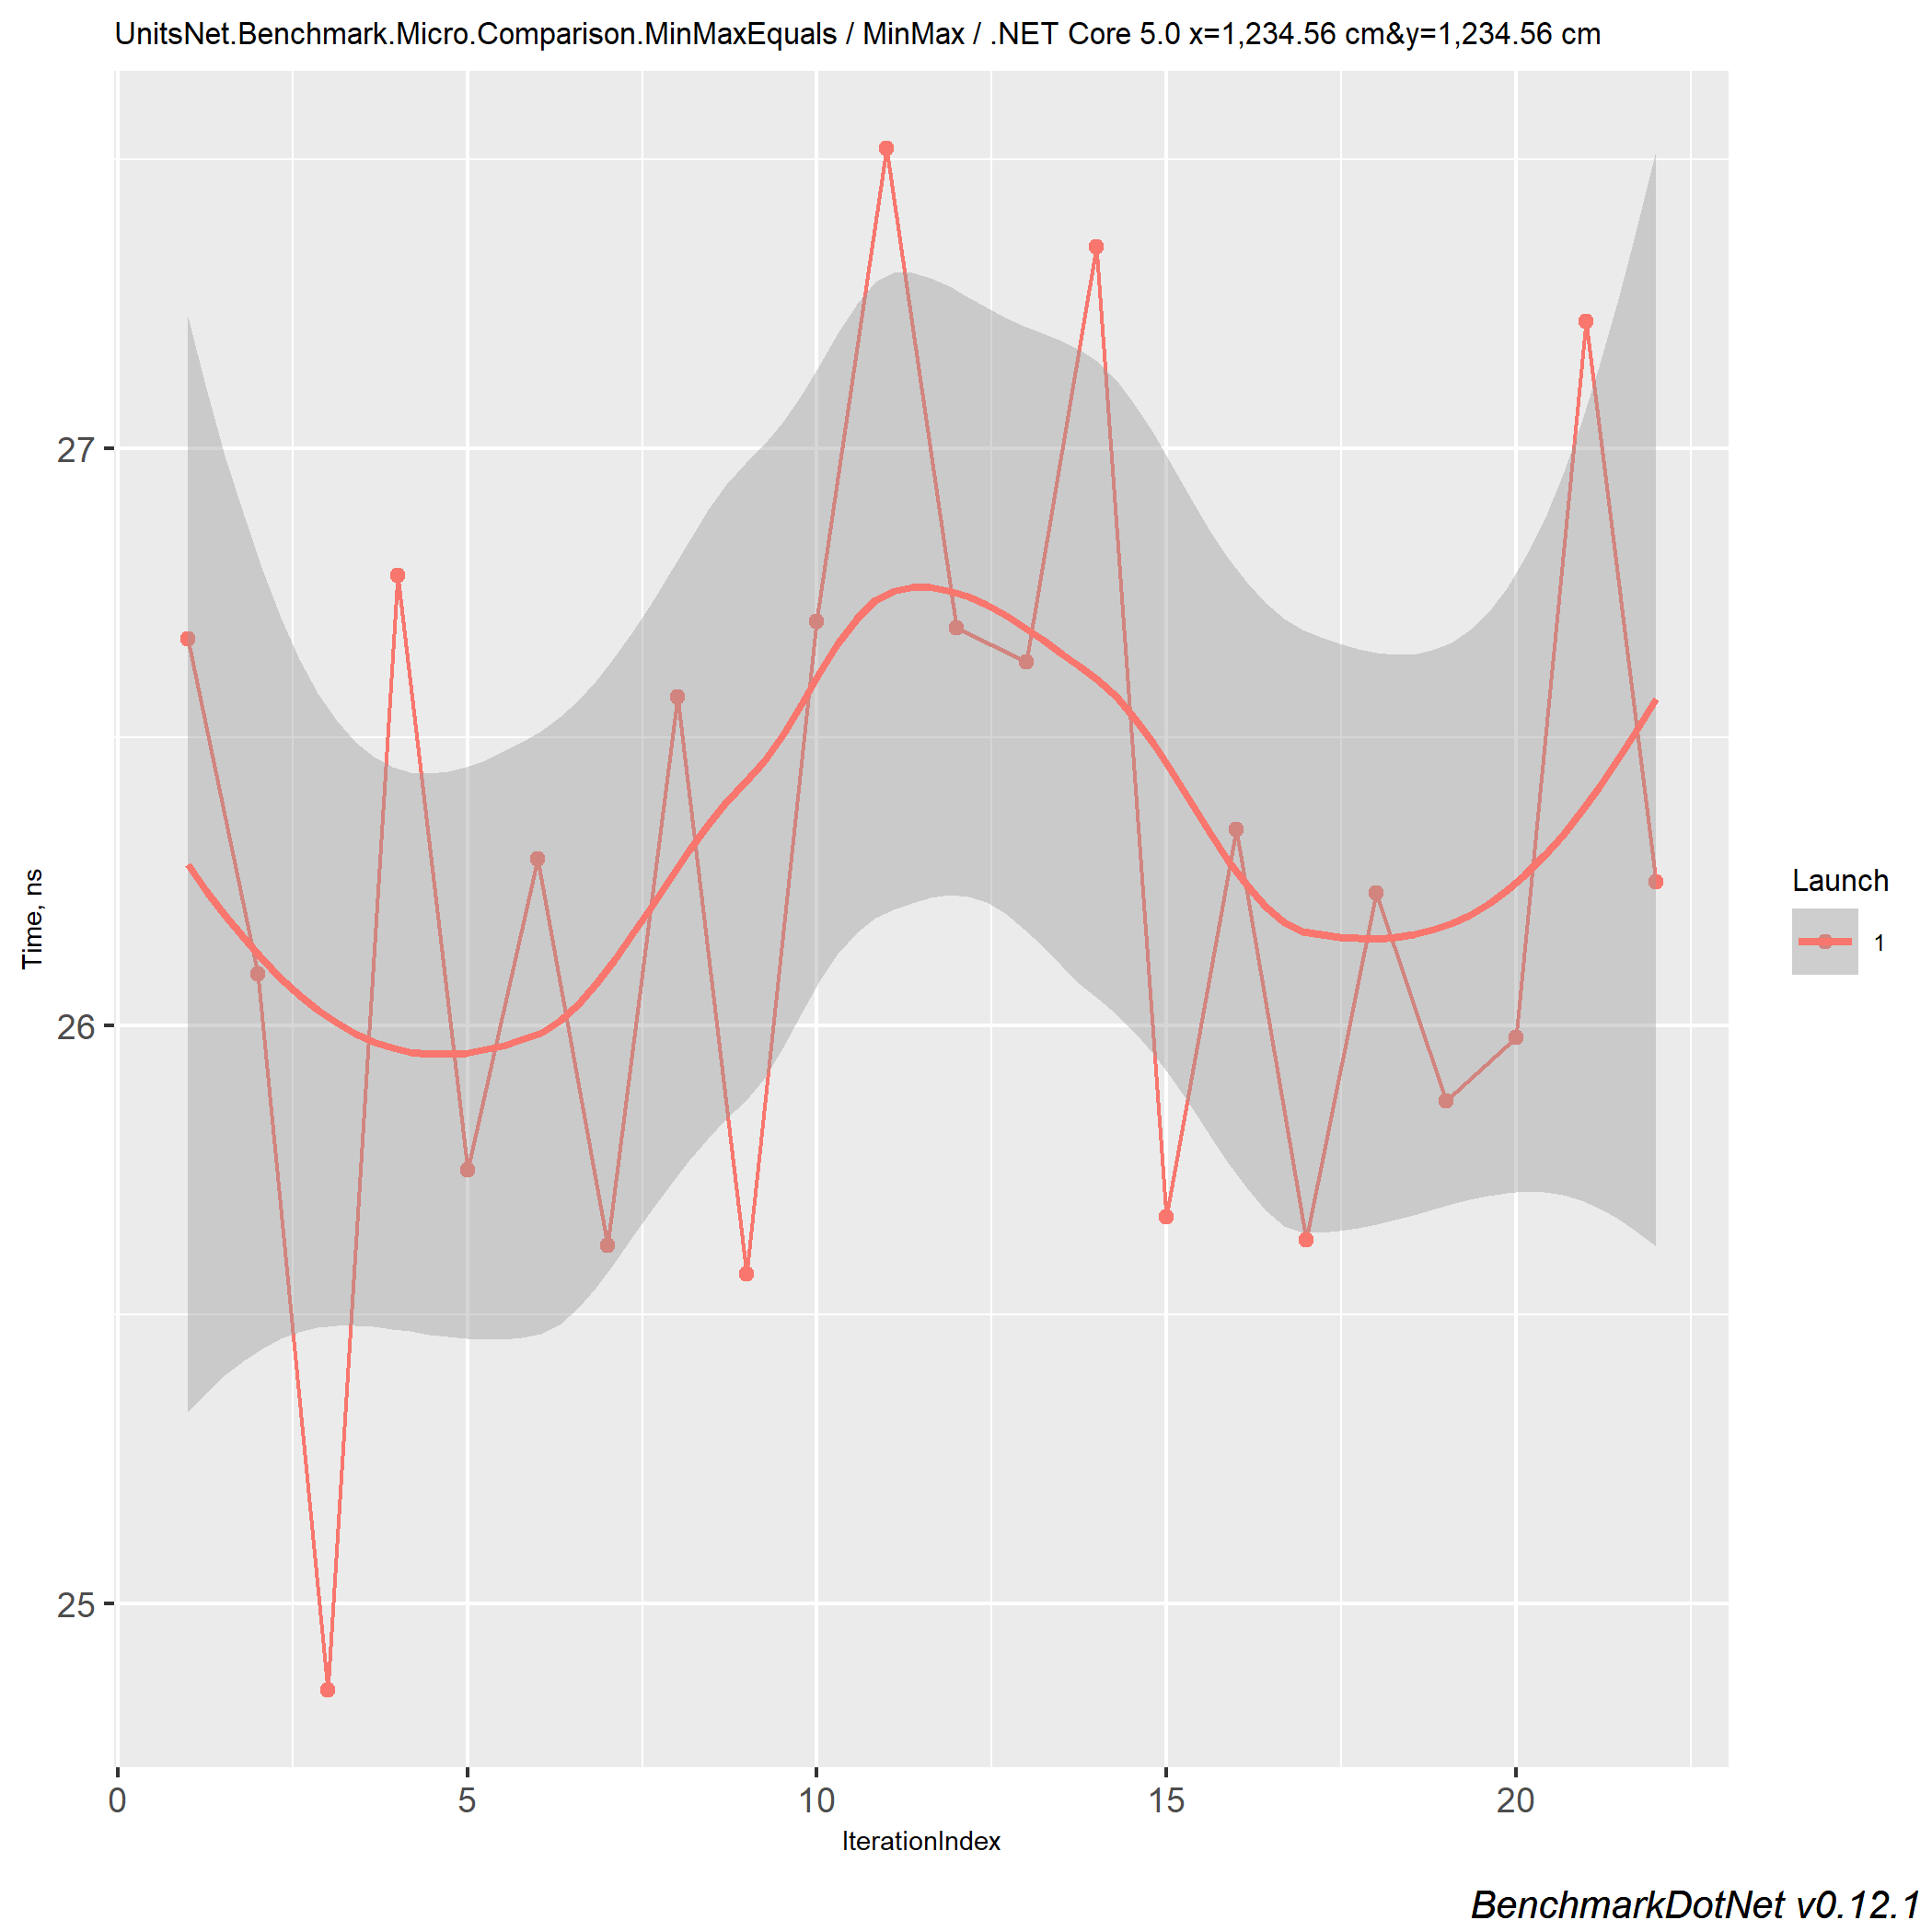 UnitsNet.Benchmark.Micro.Comparison.MinMaxEquals / MinMax / .NET Core 5.0 x=1,234.56 cm&y=1,234.56 cm
27
26
25
Time, ns
0 5 10 15 20
IterationIndex
Launch
1
BenchmarkDotNet v0.12.1